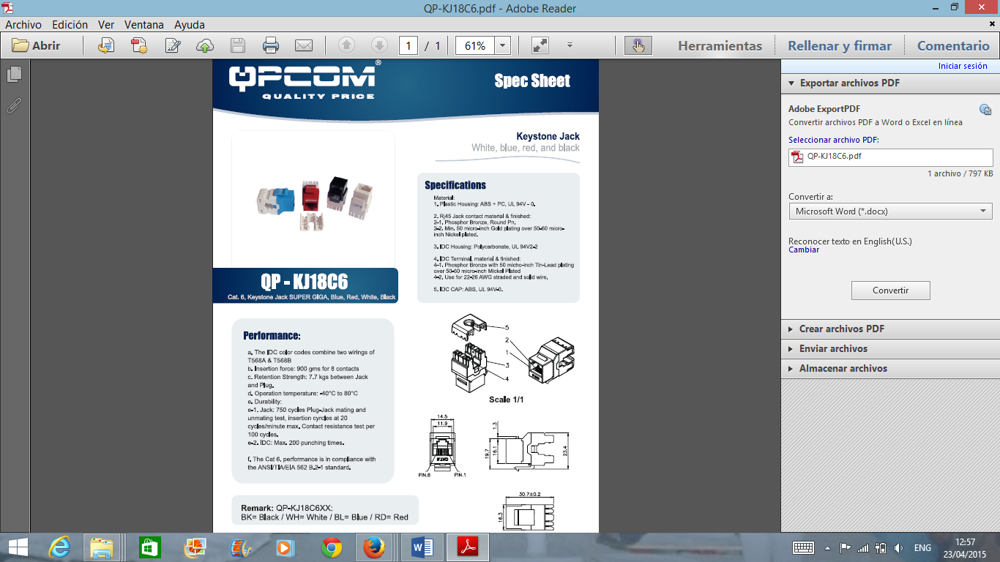 QP-KJ18C6.pdf - Adobe Reader
Archivo Edición Ver Ventana Ayuda
Abrir
1 / 1
61%
Herramientas
Rellenar y firmar
Comentario
QPCOM®
QUALITY PRICE
Spec Sheet
Keystone Jack
White, blue, red, and black
QP - KJ18C6
Cat. 6, Keystone Jack SUPER GIGA, Blue, Red, White, Black
Specifications
Material:
1. Plastic Housing: ABS + PC, UL 94V - 0.
2. Rj45 Jack contact material & finished:
2-1. Phosphor Bronze, Round Pn.
2-2. Min. 50 micro-inch Gold plating over 50-60 micro-
inch Nickel plated.
3. IDC Housing: Polycarbonate, UL 94V2-2
4. IDC Terminal, material & finished:
4-1. Phosphor Bronze with 50 micho-inch Tin-Lead plating
over 50-60 micro-inch Mickel Plated
4-2. Use for 22-26 AWG straded and solid wire.
5. IDC CAP: ABS, UL 94V-0.
Performance:
a. The IDC color codes combine two wirings of
T568A & T568B
b. Insertion force: 900 gms for 8 contacts
c. Retention Strength: 7.7 kgs between Jack
and Plug.
d. Operation temperature: -40°C to 80°C
e. Durability:
e-1. Jack: 750 cycles Plug-Jack mating and
unmating test, insertion cyrcles at 20
cycles/minute max. Contact resistance test per
100 cycles.
e-2. IDC: Max. 200 punching times.
f. The Cat 6, performance is in compliance with
the ANSI/TIA/EIA 562 B.2-1 standard.
Remark: QP-KJ18C6XX:
BK= Black / WH= White / BL= Blue / RD= Red
5
2
1
3
4
Scale 1/1
14.5
11.9
PIN.8
PIN.1
1.3
19.7
16.1
23.4
30.7±0.2
16.3
Iniciar sesión
Exportar archivos PDF
Adobe ExportPDF
Convertir archivos PDF a Word o Excel en línea
Seleccionar archivo PDF:
QP-KJ18C6.pdf
1 archivo / 797 KB
Convertir a:
Microsoft Word (*.docx)
Reconocer texto en English(U.S.)
Cambiar
Convertir
Crear archivos PDF
Enviar archivos
Almacenar archivos
ENG
12:57
23/04/2015